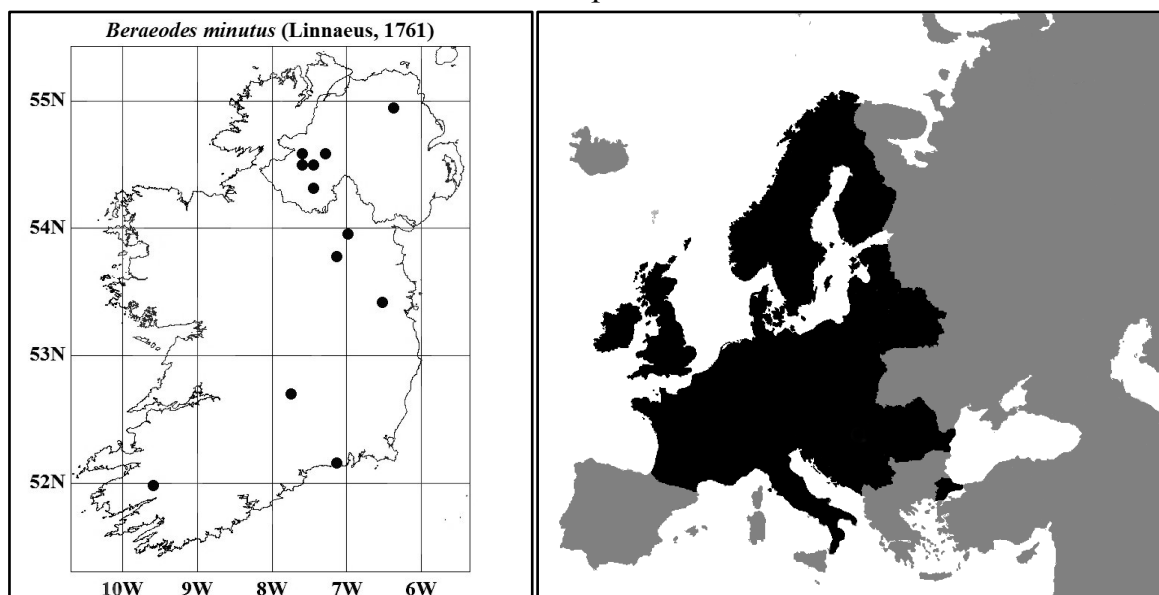 Beraeodes minutus (Linnaeus, 1761)
55N
54N
53N
52N
10W 9W 8W 7W 6W